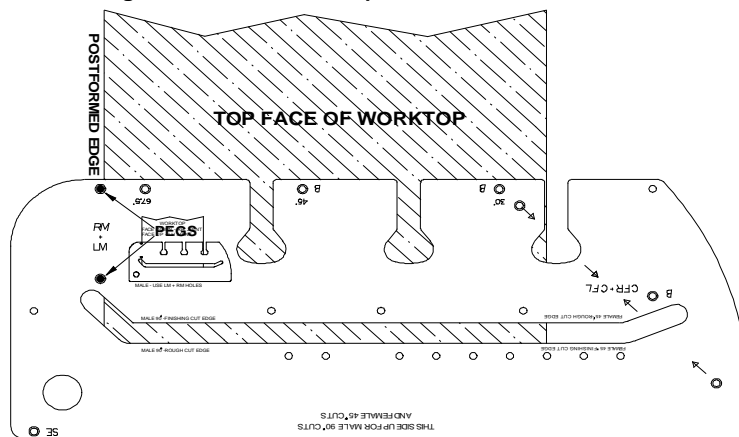 POSTFORMED EDGE
TOP FACE OF WORKTOP
67.5°
45°
B
30°
B
RM
+
LM
WORKTOP
PEGS
MALE - USE LM + RM HOLES
CFR+CFL
B
MALE 90°-FINISHING CUT EDGE
FEMALE 45°ROUGH CUT EDGE
MALE 90°-ROUGH CUT EDGE
FEMALE 45°FINISHING CUT EDGE
THIS SIDE UP FOR MALE 90° CUTS
AND FEMALE 45° CUTS
SE